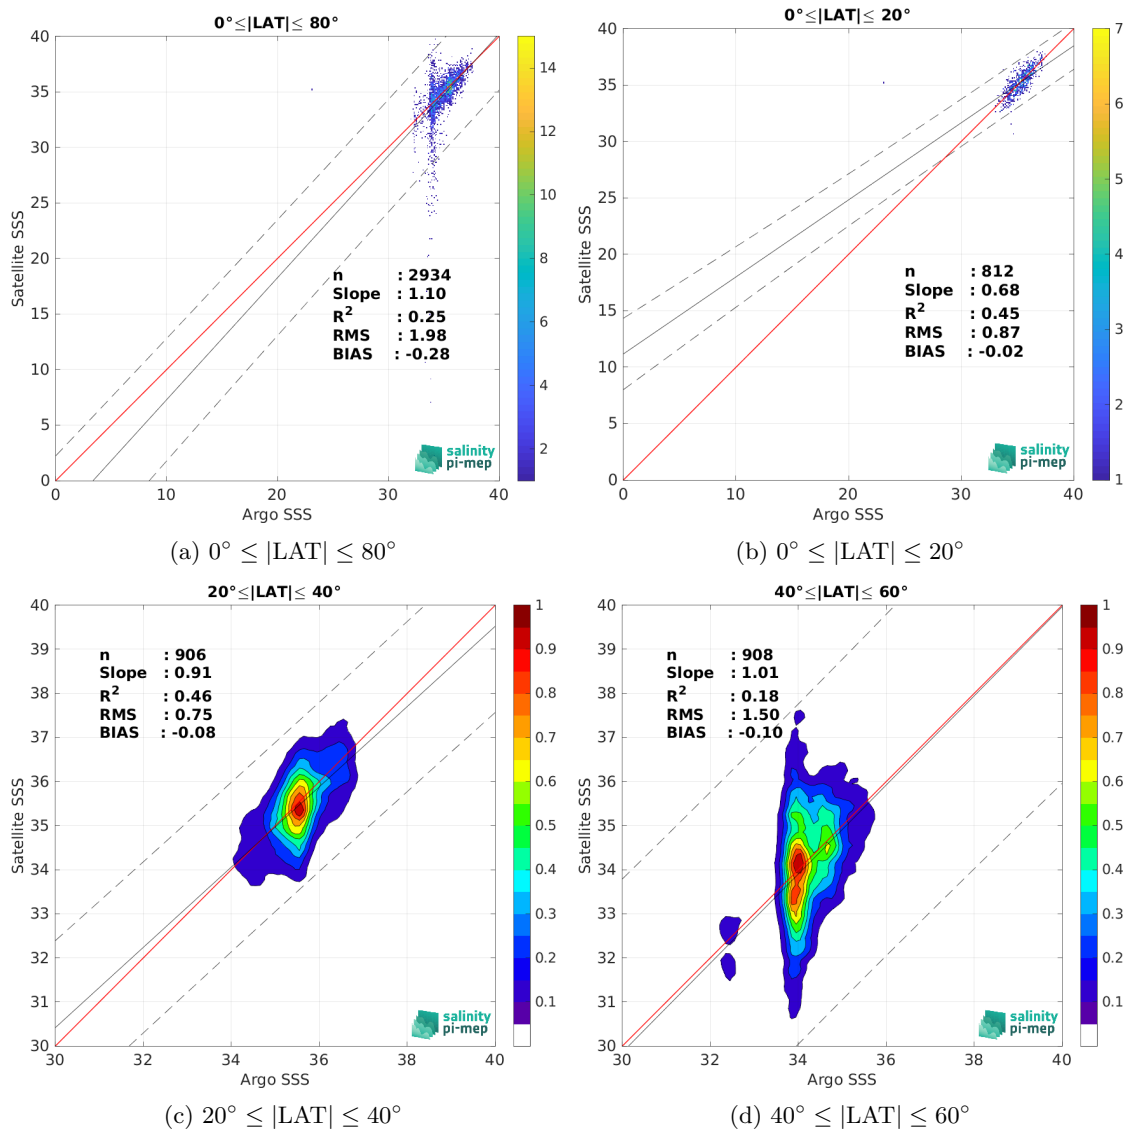 0°≤|LAT|≤ 80°
40
35
30
25
20
15
10
5
0
0
10
20
30
40
14
12
10
8
6
4
2
Satellite SSS
Argo SSS
n : 2934
Slope : 1.10
R² : 0.25
RMS : 1.98
BIAS : -0.28
salinity
pi-mep
(a) 0° ≤ |LAT| ≤ 80°
0°≤|LAT|≤ 20°
40
35
30
25
20
15
10
5
0
0
10
20
30
40
7
6
5
4
3
2
1
Satellite SSS
Argo SSS
n : 812
Slope : 0.68
R² : 0.45
RMS : 0.87
BIAS : -0.02
salinity
pi-mep
(b) 0° ≤ |LAT| ≤ 20°
20°≤|LAT|≤ 40°
40
39
38
37
36
35
34
33
32
31
30
30
32
34
36
38
40
1
0.9
0.8
0.7
0.6
0.5
0.4
0.3
0.2
0.1
Satellite SSS
Argo SSS
n : 906
Slope : 0.91
R² : 0.46
RMS : 0.75
BIAS : -0.08
salinity
pi-mep
(c) 20° ≤ |LAT| ≤ 40°
40°≤|LAT|≤ 60°
40
39
38
37
36
35
34
33
32
31
30
30
32
34
36
38
40
1
0.9
0.8
0.7
0.6
0.5
0.4
0.3
0.2
0.1
Satellite SSS
Argo SSS
n : 908
Slope : 1.01
R² : 0.18
RMS : 1.50
BIAS : -0.10
salinity
pi-mep
(d) 40° ≤ |LAT| ≤ 60°